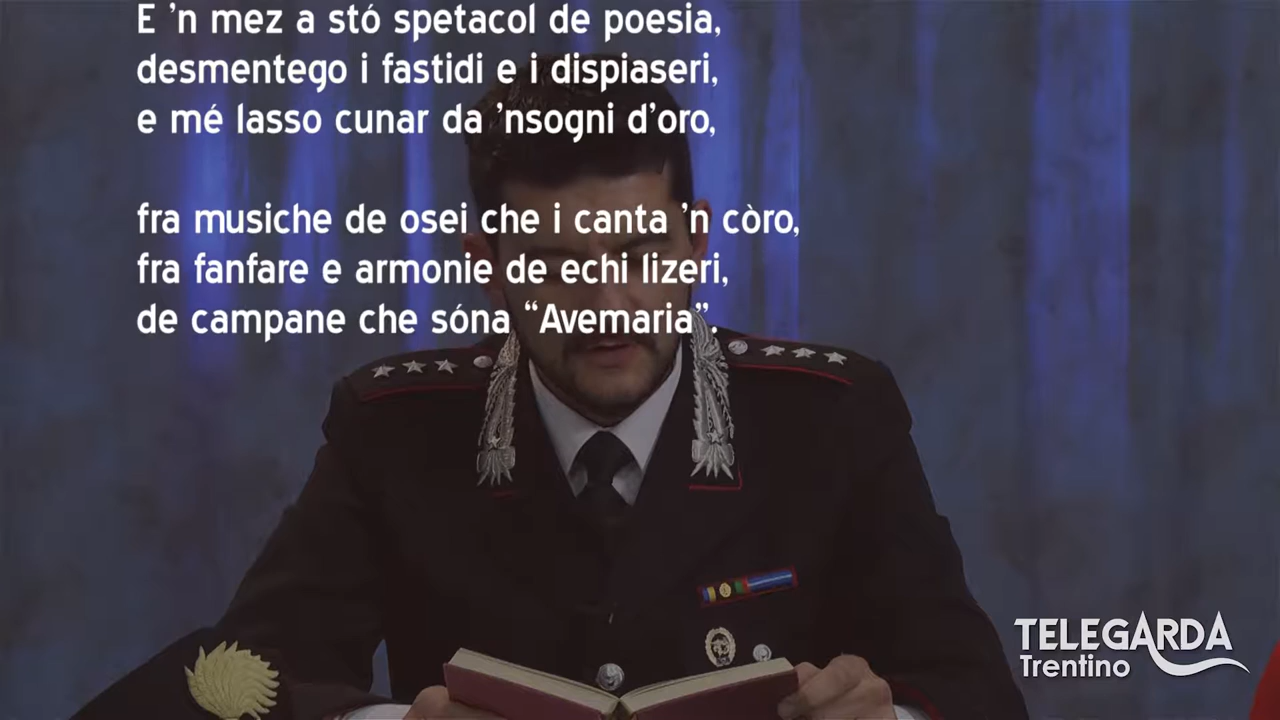 E 'n mez a stó spetacol de poesia,
desmentego i fastidi e i dispiaseri,
e mé lasso cunar da 'nsogni d'oro,
fra musiche de osei che i canta 'n còro,
fra fanfare e armonie de echi lizeri,
de campane che sóna “Avemaria”.
TELEGARDA
Trentino